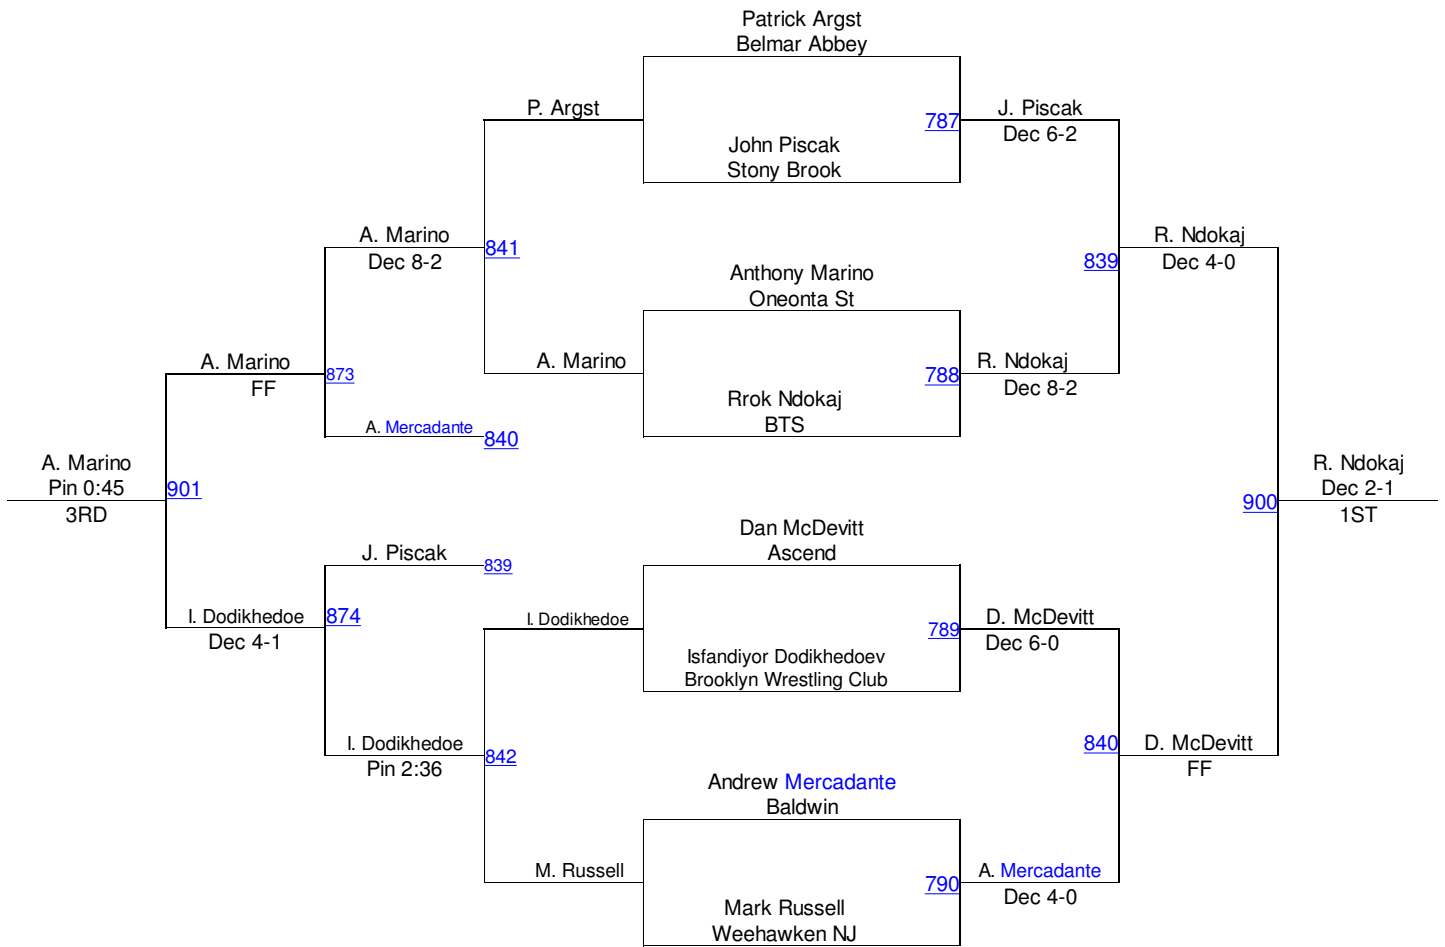 Patrick Argst
Belmar Abbey
P. Argst
787
J. Piscak
Dec 6-2
John Piscak
Stony Brook
A. Marino
Dec 8-2
841
R. Ndokaj
Dec 4-0
839
Anthony Marino
Oneonta St
A. Marino
FF
873
A. Marino
788
R. Ndokaj
Dec 8-2
Rrok Ndokaj
BTS
A. Mercadante
840
A. Marino
Pin 0:45
3RD
901
R. Ndokaj
Dec 2-1
1ST
900
Dan McDevitt
Ascend
J. Piscak
839
I. Dodikhedoe
Dec 4-1
874
I. Dodikhedoe
789
D. McDevitt
Dec 6-0
Isfandiyor Dodikhedoev
Brooklyn Wrestling Club
I. Dodikhedoe
Pin 2:36
842
840
D. McDevitt
FF
Andrew Mercadante
Baldwin
M. Russell
790
A. Mercadante
Dec 4-0
Mark Russell
Weehawken NJ